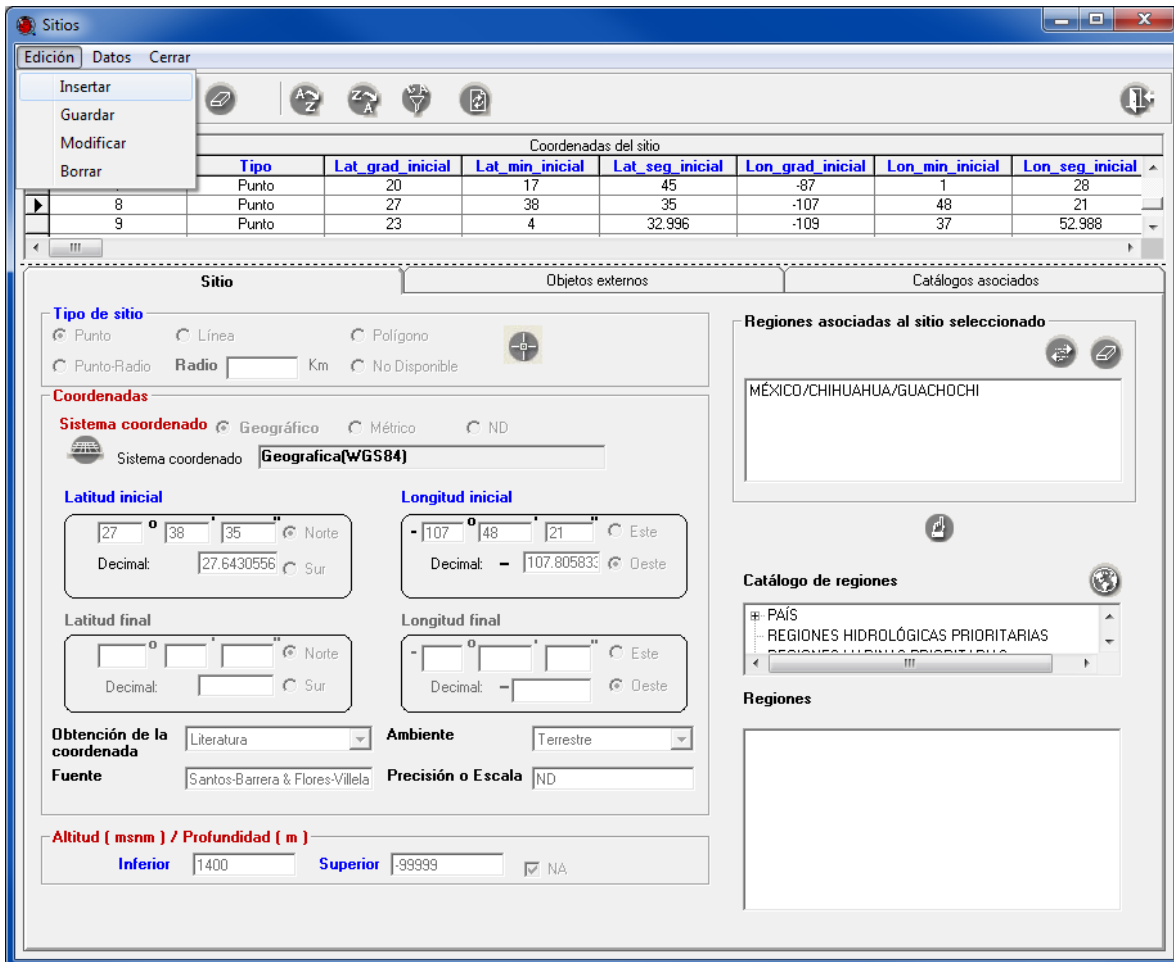 Sitios
Edición Datos Cerrar
Insertar
Guardar
Modificar
Borrar
Coordenadas del sitio
Tipo Lat_grad_inicial Lat_min_inicial Lat_seg_inicial Lon_grad_inicial Lon_min_inicial Lon_seg_inicial
Punto 20 17 45 -87 1 28
8 Punto 27 38 35 -107 48 21
9 Punto 23 4 32.996 -109 37 52.988
Sitio Objetos externos Catálogos asociados
Tipo de sitio
Punto Línea Polígono
Punto-Radio Radio Km No Disponible
Coordenadas
Sistema coordenado Geográfico Métrico ND
Sistema coordenado Geografica(WGS84)
Latitud inicial Longitud inicial
27 º 38 ' 35 " Norte - 107 º 48 ' 21 " Este
Decimal: 27.6430556 Sur Decimal: - 107.805833 Oeste
Latitud final Longitud final
º ' " Norte - º ' " Este
Decimal: Sur Decimal: - Oeste
Obtención de la coordenada Literatura Ambiente Terrestre
Fuente Santos-Barrera & Flores-Villela Precisión o Escala ND
Altitud ( msnm ) / Profundidad ( m )
Inferior 1400 Superior -99999 NA
Regiones asociadas al sitio seleccionado
MÉXICO/CHIHUAHUA/GUACHOCHI
Catálogo de regiones
PAÍS
REGIONES HIDROLÓGICAS PRIORITARIAS
Regiones